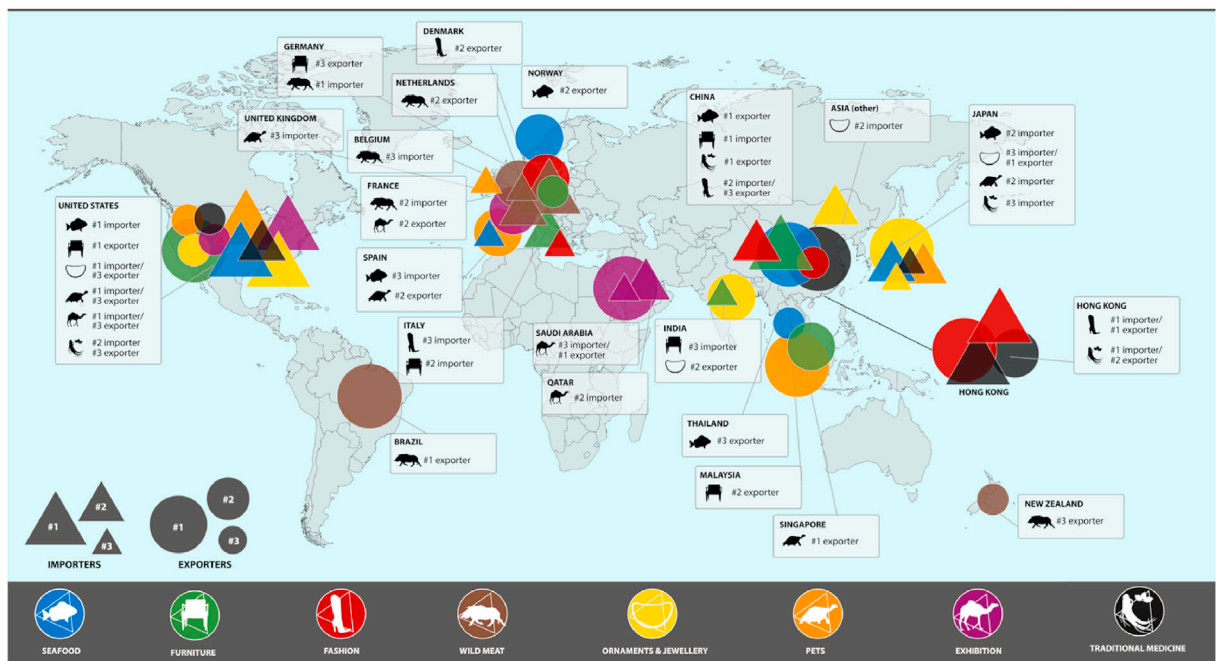 DENMARK
#2 exporter
GERMANY
#3 exporter
#1 importer
NETHERLANDS
#2 exporter
NORWAY
#2 exporter
UNITED KINGDOM
#3 importer
BELGIUM
#3 importer
FRANCE
#2 importer
#2 exporter
SPAIN
#3 importer
#2 exporter
CHINA
#1 exporter
#1 importer
#1 exporter
#2 importer/
#3 exporter
ASIA (other)
#2 importer
JAPAN
#2 importer
#3 importer/
#1 exporter
#2 importer
#3 importer
UNITED STATES
#1 importer
#1 exporter
#1 importer/
#3 exporter
#1 importer/
#3 exporter
#1 importer/
#3 exporter
#2 importer
#3 exporter
ITALY
#3 importer
#2 importer
SAUDI ARABIA
#3 importer/
#1 exporter
QATAR
#2 importer
INDIA
#3 importer
#2 exporter
HONG KONG
#1 importer/
#1 exporter
#1 importer/
#2 exporter
HONG KONG
BRAZIL
#1 exporter
THAILAND
#3 exporter
MALAYSIA
#2 exporter
SINGAPORE
#1 exporter
NEW ZEALAND
#3 exporter
#1
#2
#3
IMPORTERS
#1
#2
#3
EXPORTERS
SEAFOOD
FURNITURE
FASHION
WILD MEAT
ORNAMENTS & JEWELLERY
PETS
EXHIBITION
TRADITIONAL MEDICINE